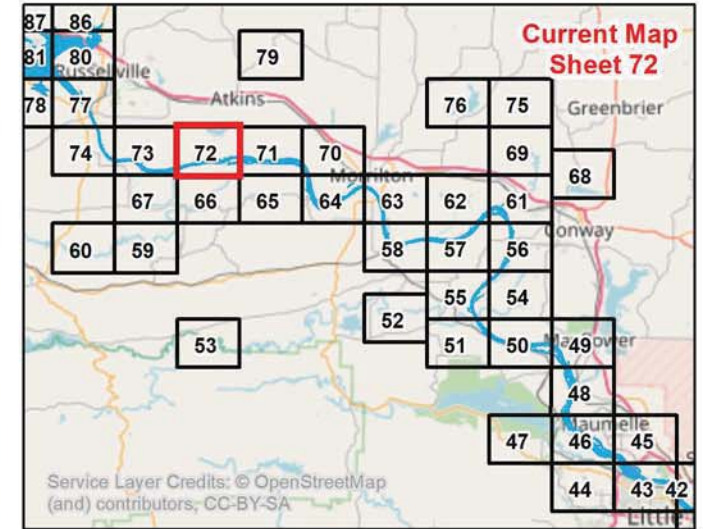 87 86
Current Map
Sheet 72
81 80 79
Russellville
78 77 Atkins 76 75 Greenbrier
74 73 72 71 70 69 68
Morrilton
67 66 65 64 63 62 61
Conway
60 59 58 57 56
55 54
53 52 51 50 49
48
Maumelle
47 46 45
Service Layer Credits: © OpenStreetMap
(and) contributors, CC-BY-SA
44 43 42
Little